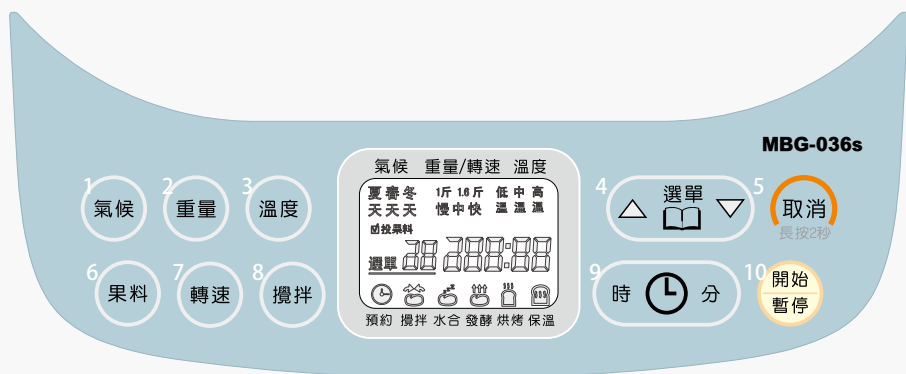 MBG-036s
氣候 重量/轉速 溫度
1 氣候
2 重量
3 溫度
夏春冬 1斤 1.6斤 低中高
天天天 慢中快 溫溫溫
☑投果料
選單 28 288:88
預約 攪拌 水合 發酵 烘烤 保溫
4 選單
5 取消
長按2秒
6 果料
7 轉速
8 攪拌
9 時 分
10 開始
暫停